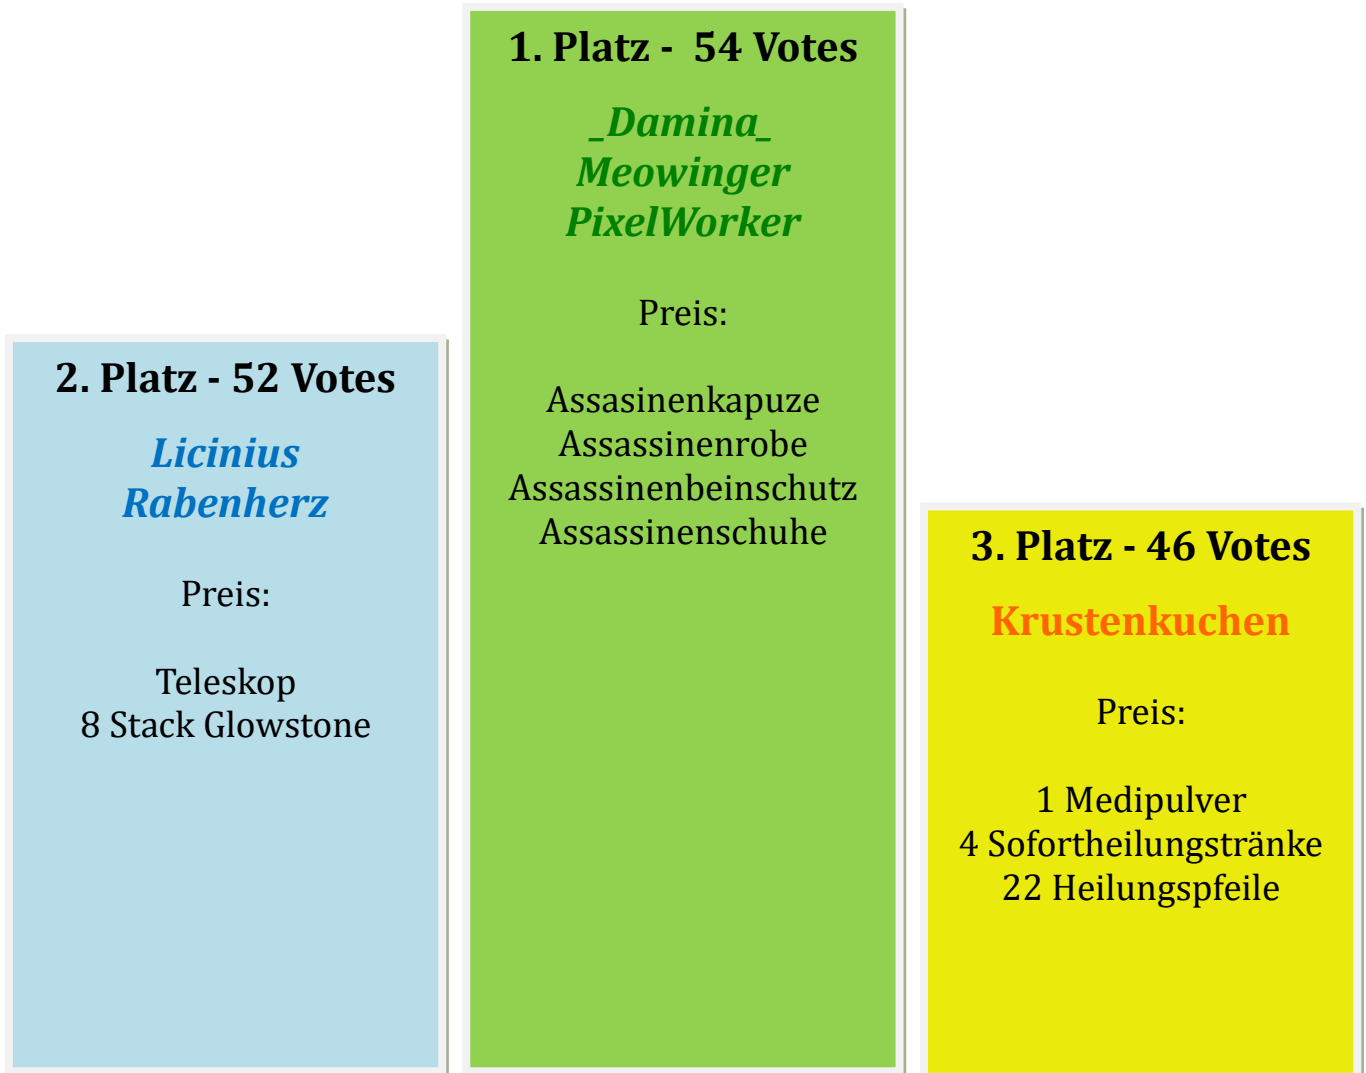 1. Platz -  54 Votes
_Damina_
Meowinger
PixelWorker
Preis:
Assasinenkapuze
Assassinenrobe
Assassinenbeinschutz
Assassinenschuhe
2. Platz - 52 Votes
Licinius
Rabenherz
Preis:
Teleskop
8 Stack Glowstone
3. Platz - 46 Votes
Krustenkuchen
Preis:
1 Medipulver
4 Sofortheilungstränke
22 Heilungspfeile